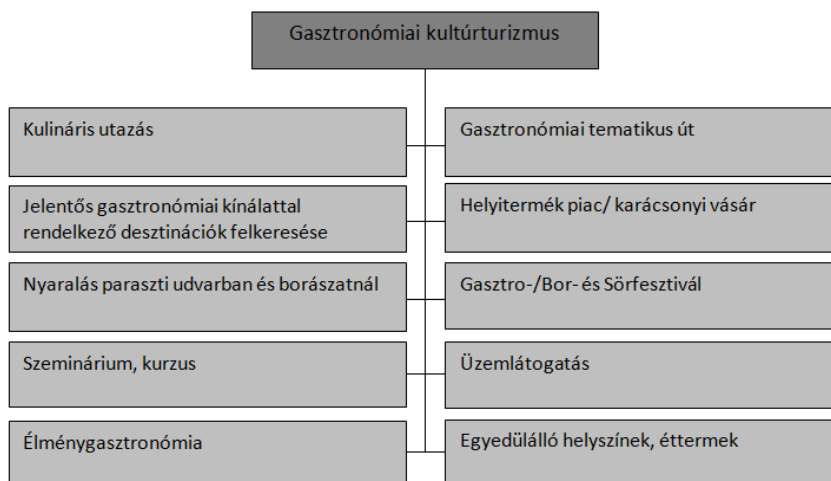 Gasztronómiai kultúrturizmus
Kulináris utazás
Gasztronómiai tematikus út
Jelentős gasztronómiai kínálattal
rendelkező desztinációk felkeresése
Helyitermék piac/ karácsonyi vásár
Nyaralás paraszti udvarban és borászatnál
Gasztro-/Bor- és Sörfesztivál
Szeminárium, kurzus
Üzemlátogatás
Élménygasztronómia
Egyedülálló helyszínek, éttermek